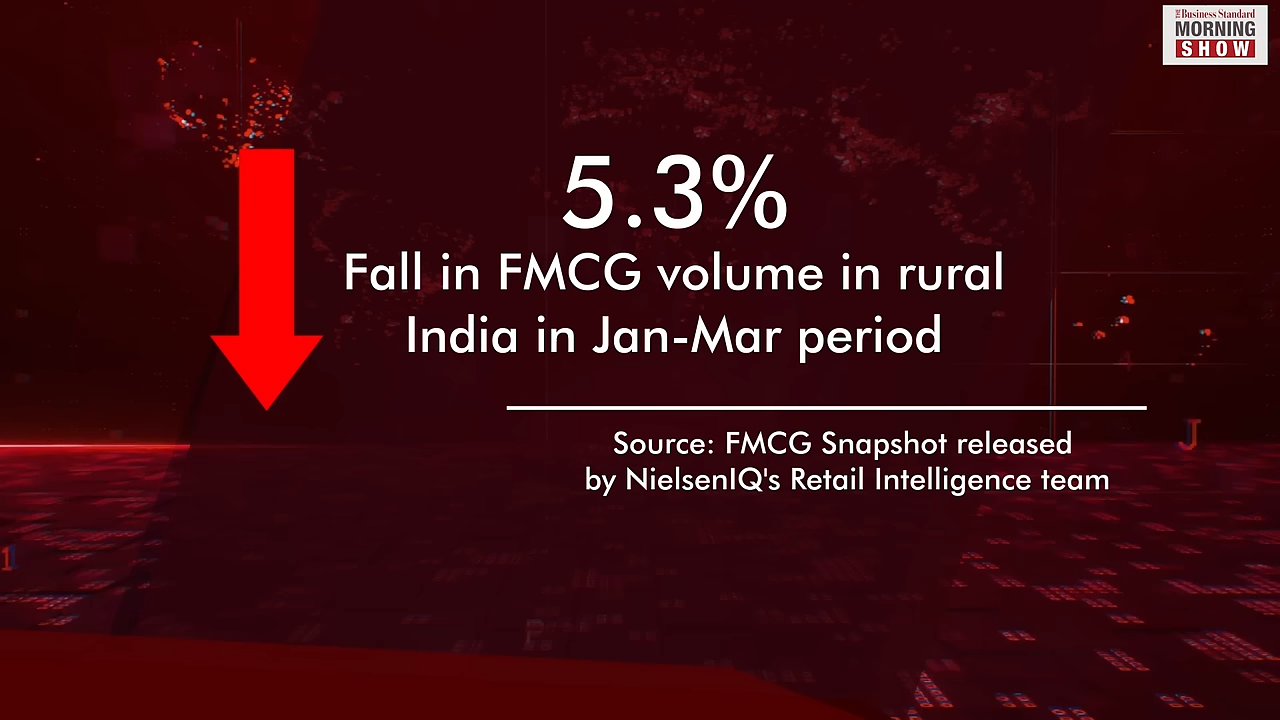 THE Business Standard
MORNING
SHOW
5.3%
Fall in FMCG volume in rural
India in Jan-Mar period
Source: FMCG Snapshot released
by NielsenIQ's Retail Intelligence team
J
1